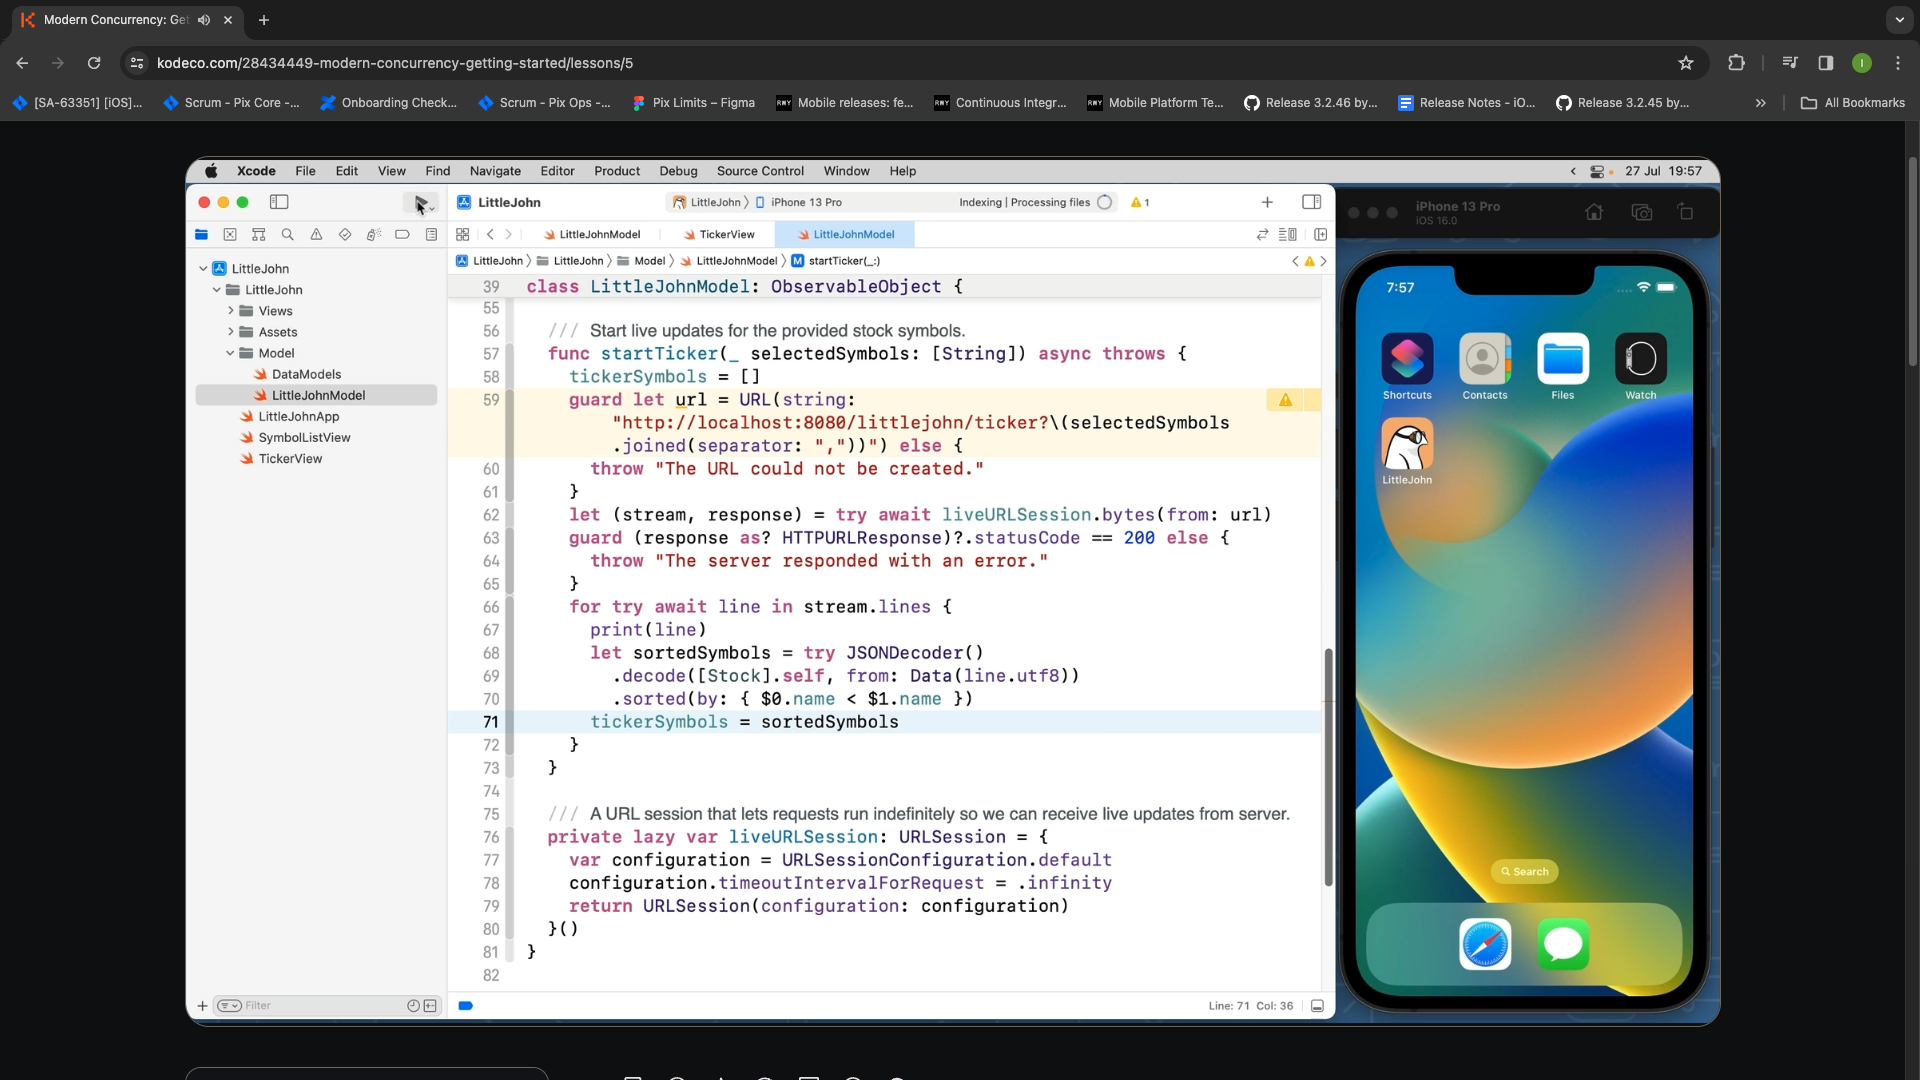 Modern Concurrency: Get
kodeco.com/28434449-modern-concurrency-getting-started/lessons/5
I
[SA-63351] [iOS]...
Scrum - Pix Core -...
Onboarding Check...
Scrum - Pix Ops -...
Pix Limits – Figma
RWY Mobile releases: fe...
RWY Continuous Integr...
RWY Mobile Platform Te...
Release 3.2.46 by...
Release Notes - iO...
Release 3.2.45 by...
All Bookmarks
Xcode File Edit View Find Navigate Editor Product Debug Source Control Window Help
27 Jul 19:57
LittleJohn
LittleJohn 〉 iPhone 13 Pro
Indexing | Processing files
1
LittleJohnModel
TickerView
LittleJohnModel
LittleJohn 〉 LittleJohn 〉 Model 〉 LittleJohnModel 〉 M startTicker(_:)
LittleJohn
LittleJohn
Views
Assets
Model
DataModels
LittleJohnModel
LittleJohnApp
SymbolListView
TickerView
Filter
39 class LittleJohnModel: ObservableObject {
55
56 /// Start live updates for the provided stock symbols.
57 func startTicker(_ selectedSymbols: [String]) async throws {
58 tickerSymbols = []
59 guard let url = URL(string:
"http://localhost:8080/littlejohn/ticker?\(selectedSymbols
.joined(separator: ","))") else {
60 throw "The URL could not be created."
61 }
62 let (stream, response) = try await liveURLSession.bytes(from: url)
63 guard (response as? HTTPURLResponse)?.statusCode == 200 else {
64 throw "The server responded with an error."
65 }
66 for try await line in stream.lines {
67 print(line)
68 let sortedSymbols = try JSONDecoder()
69 .decode([Stock].self, from: Data(line.utf8))
70 .sorted(by: { $0.name < $1.name })
71 tickerSymbols = sortedSymbols
72 }
73 }
74
75 /// A URL session that lets requests run indefinitely so we can receive live updates from server.
76 private lazy var liveURLSession: URLSession = {
77 var configuration = URLSessionConfiguration.default
78 configuration.timeoutIntervalForRequest = .infinity
79 return URLSession(configuration: configuration)
80 }()
81 }
82
Line: 71 Col: 36
iPhone 13 Pro
iOS 16.0
7:57
Shortcuts
Contacts
Files
Watch
LittleJohn
Search